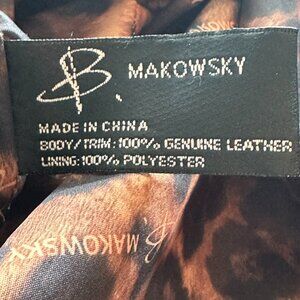 B. MAKOWSKY
MADE IN CHINA
BODY/TRIM:100% GENUINE LEATHER
LINING:100% POLYESTER
B. MAKOWSKY